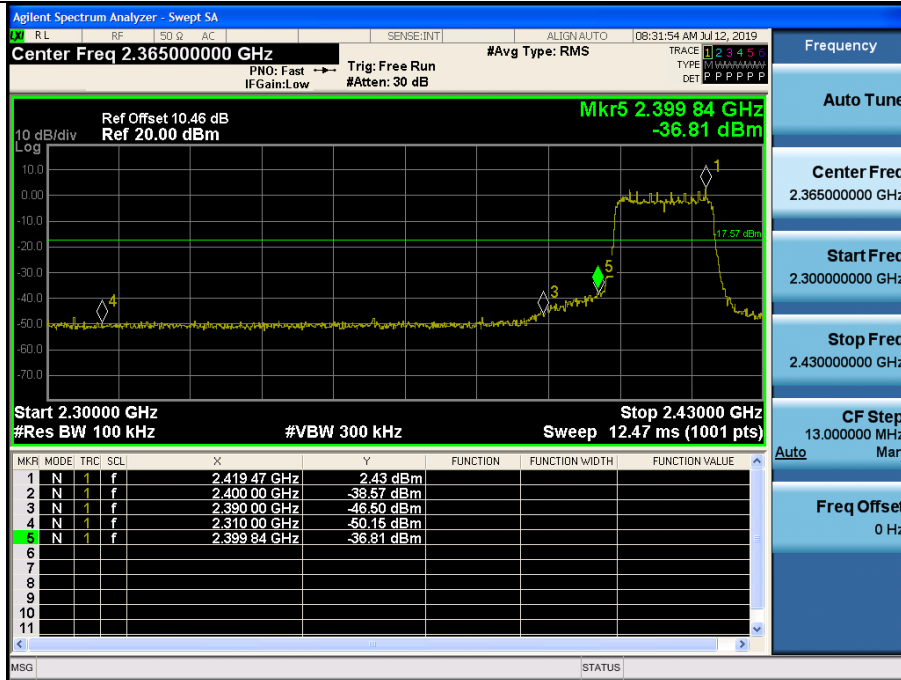 Agilent Spectrum Analyzer - Swept SA
LXI RL RF 50 Ω AC SENSE:INT ALIGN AUTO 08:31:54 AM Jul 12, 2019
Center Freq 2.365000000 GHz #Avg Type: RMS TRACE 1 2 3 4 5 6
PNO: Fast Trig: Free Run TYPE M W W W W W
IFGain:Low #Atten: 30 dB DET P P P P P P
Frequency
Mkr5 2.399 84 GHz
-36.81 dBm
Ref Offset 10.46 dB
10 dB/div Ref 20.00 dBm
Log
10.0
0.00
-10.0
-20.0
-30.0
-40.0
-50.0
-60.0
-70.0
1
-17.57 dBm
5
3
4
Start 2.30000 GHz Stop 2.43000 GHz
#Res BW 100 kHz #VBW 300 kHz Sweep 12.47 ms (1001 pts)
MKR MODE TRC SCL X Y FUNCTION FUNCTION WIDTH FUNCTION VALUE
1 N 1 f 2.419 47 GHz 2.43 dBm
2 N 1 f 2.400 00 GHz -38.57 dBm
3 N 1 f 2.390 00 GHz -46.50 dBm
4 N 1 f 2.310 00 GHz -50.15 dBm
5 N 1 f 2.399 84 GHz -36.81 dBm
6
7
8
9
10
11
MSG STATUS
Auto Tune
Center Freq
2.365000000 GHz
Start Freq
2.300000000 GHz
Stop Freq
2.430000000 GHz
CF Step
13.000000 MHz
Auto Man
Freq Offset
0 Hz